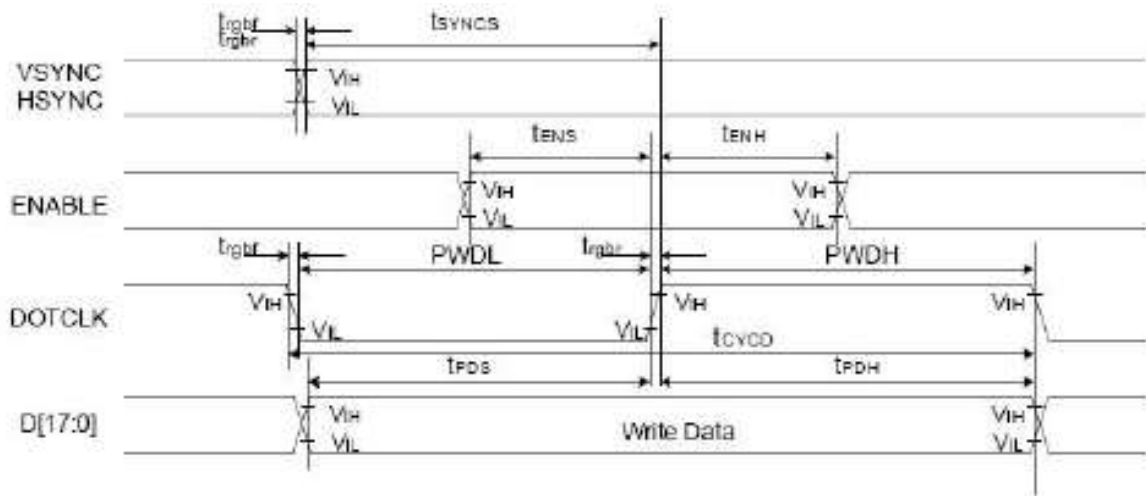 trgbf
trgbr
tSYNCS
VSYNC
HSYNC
VIH
VIL
tENS
tENH
ENABLE
VIH
VIL
VIH
VIL
trgbf
PWDL
trgbr
PWDH
DOTCLK
VIH
VIL
VIL
VIH
VIH
tCYCD
tPDS
tPDH
D[17:0]
VIH
VIL
Write Data
VIH
VIL